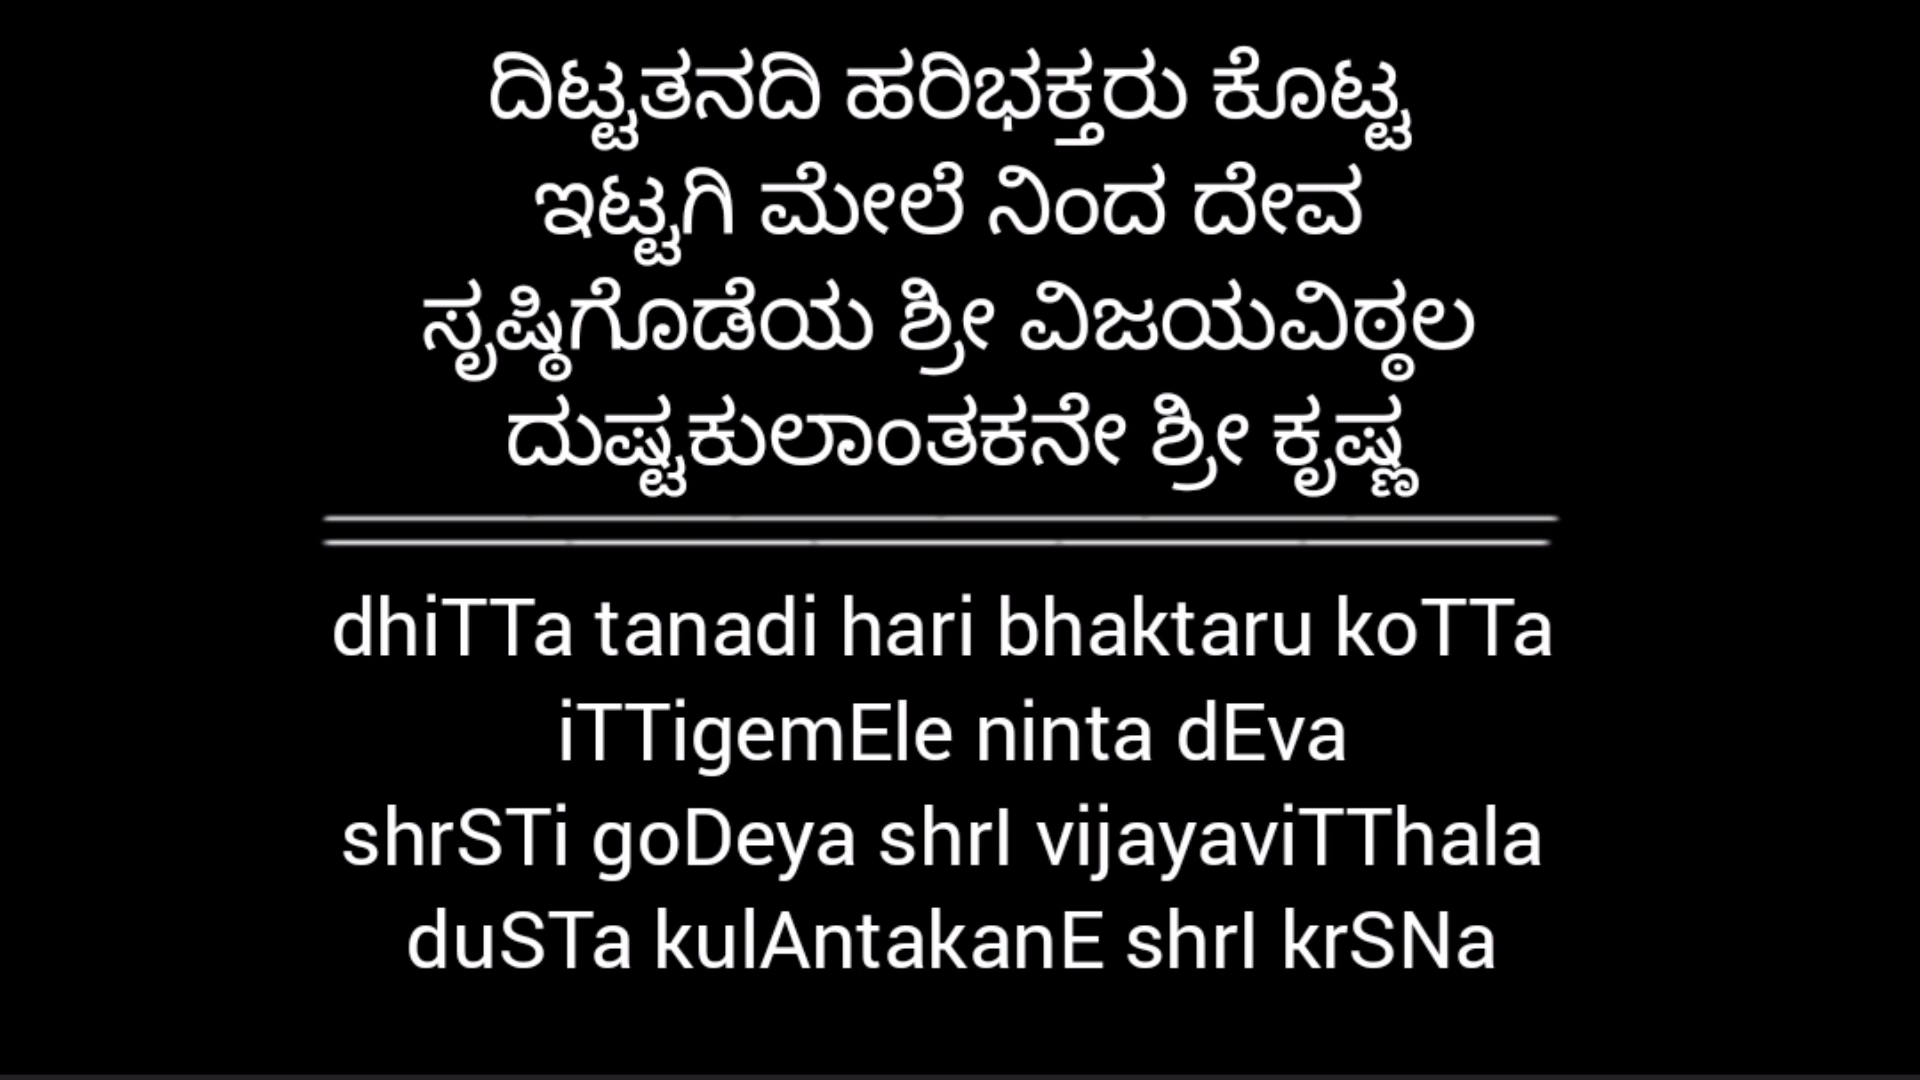 ದಿಟ್ಟತನದಿ ಹರಿಭಕ್ತರು ಕೊಟ್ಟ
ಇಟ್ಟಗಿ ಮೇಲೆ ನಿಂದ ದೇವ
ಸೃಷ್ಠಿಗೊಡೆಯ ಶ್ರೀ ವಿಜಯವಿಠ್ಠಲ
ದುಷ್ಟಕುಲಾಂತಕನೇ ಶ್ರೀ ಕೃಷ್ಣ
dhiTTa tanadi hari bhaktaru koTTa
iTTigemEle ninta dEva
shrSTi goDeya shrI vijayaviTThala
duSTa kulAntakanE shrI krSNa